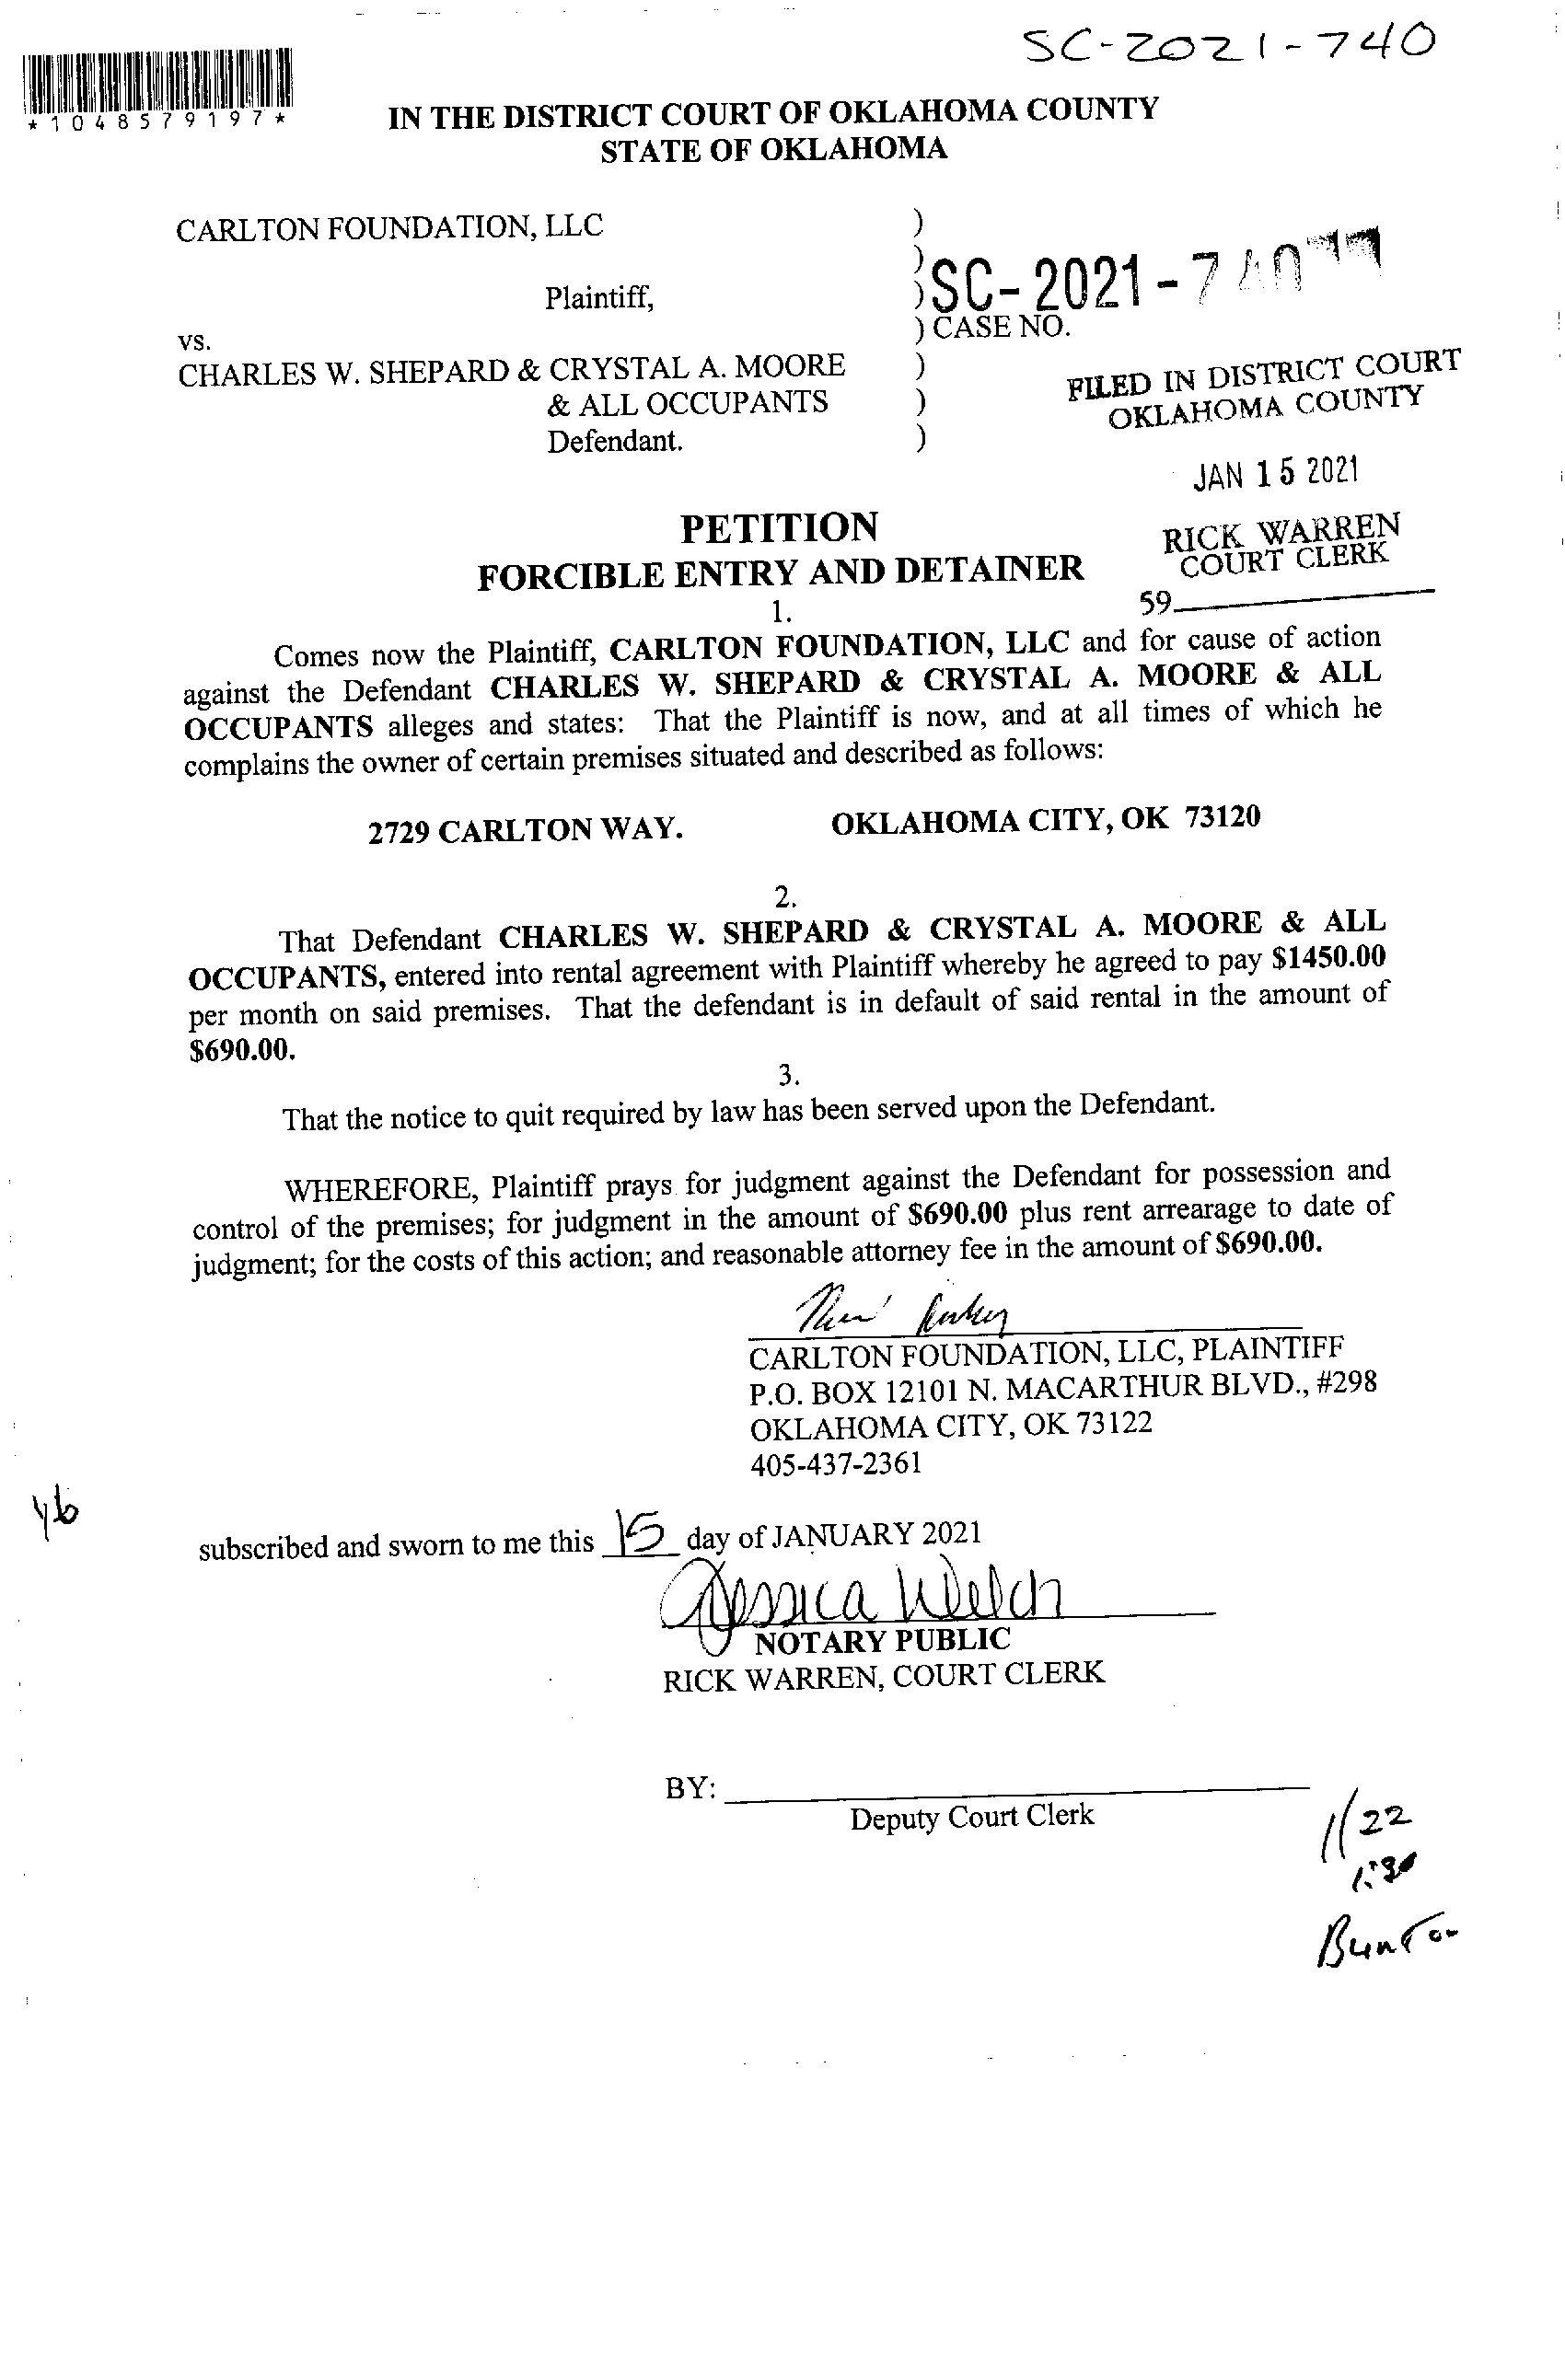 SC-2021-740
*1048579197*
IN THE DISTRICT COURT OF OKLAHOMA COUNTY
STATE OF OKLAHOMA
CARLTON FOUNDATION, LLC )
)
Plaintiff, ) SC-2021-740
vs. ) CASE NO.
CHARLES W. SHEPARD & CRYSTAL A. MOORE )
& ALL OCCUPANTS )
Defendant. )
FILED IN DISTRICT COURT
OKLAHOMA COUNTY
JAN 15 2021
RICK WARREN
COURT CLERK
59
PETITION
FORCIBLE ENTRY AND DETAINER
1.
Comes now the Plaintiff, CARLTON FOUNDATION, LLC and for cause of action
against the Defendant CHARLES W. SHEPARD & CRYSTAL A. MOORE & ALL
OCCUPANTS alleges and states: That the Plaintiff is now, and at all times of which he
complains the owner of certain premises situated and described as follows:
2729 CARLTON WAY. OKLAHOMA CITY, OK 73120
2.
That Defendant CHARLES W. SHEPARD & CRYSTAL A. MOORE & ALL
OCCUPANTS, entered into rental agreement with Plaintiff whereby he agreed to pay $1450.00
per month on said premises. That the defendant is in default of said rental in the amount of
$690.00.
3.
That the notice to quit required by law has been served upon the Defendant.
WHEREFORE, Plaintiff prays for judgment against the Defendant for possession and
control of the premises; for judgment in the amount of $690.00 plus rent arrearage to date of
judgment; for the costs of this action; and reasonable attorney fee in the amount of $690.00.
CARLTON FOUNDATION, LLC, PLAINTIFF
P.O. BOX 12101 N. MACARTHUR BLVD., #298
OKLAHOMA CITY, OK 73122
405-437-2361
subscribed and sworn to me this 15 day of JANUARY 2021
Jessica Welch
NOTARY PUBLIC
RICK WARREN, COURT CLERK
BY:
Deputy Court Clerk
1/22
1:30
Bunton